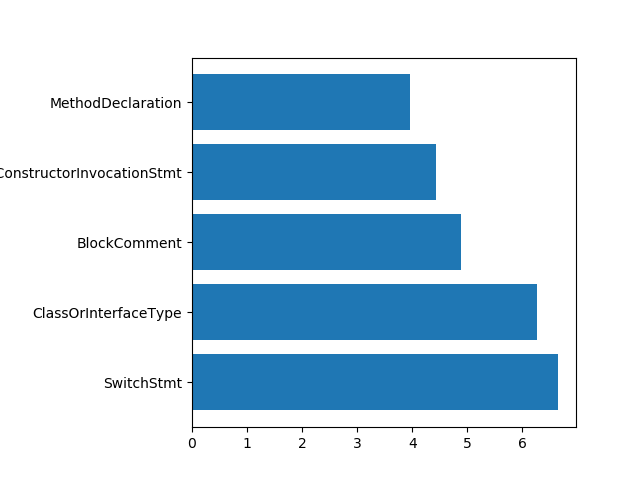 MethodDeclaration
ConstructorInvocationStmt
BlockComment
ClassOrInterfaceType
SwitchStmt
0 1 2 3 4 5 6